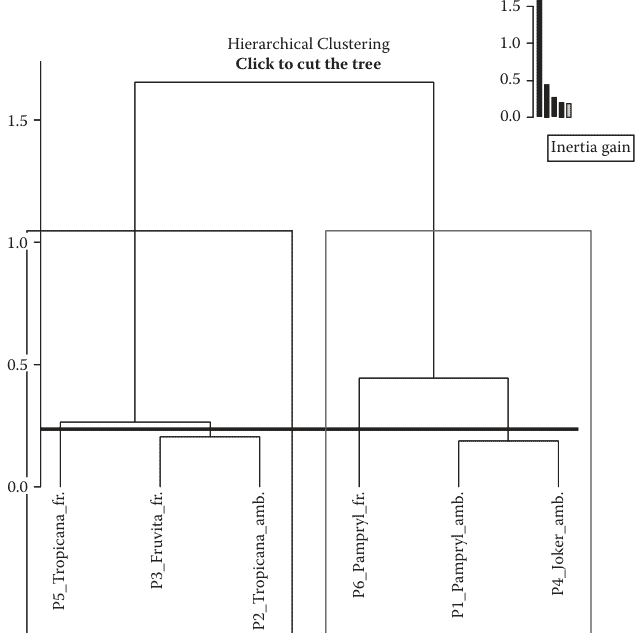 1.5
1.0
0.5
0.0
Inertia gain
Hierarchical Clustering
Click to cut the tree
1.5
1.0
0.5
0.0
P5_Tropicana_fr.
P3_Fruvita_fr.
P2_Tropicana_amb.
P6_Pampryl_fr.
P1_Pampryl_amb.
P4_Joker_amb.